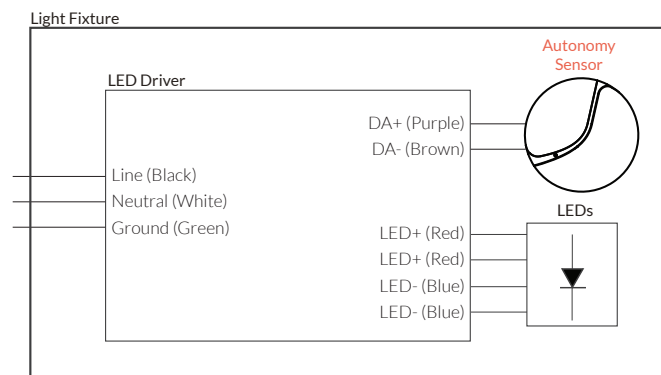 Light Fixture
Autonomy
Sensor
LED Driver
DA+ (Purple)
DA- (Brown)
Line (Black)
Neutral (White)
Ground (Green)
LEDs
LED+ (Red)
LED+ (Red)
LED- (Blue)
LED- (Blue)